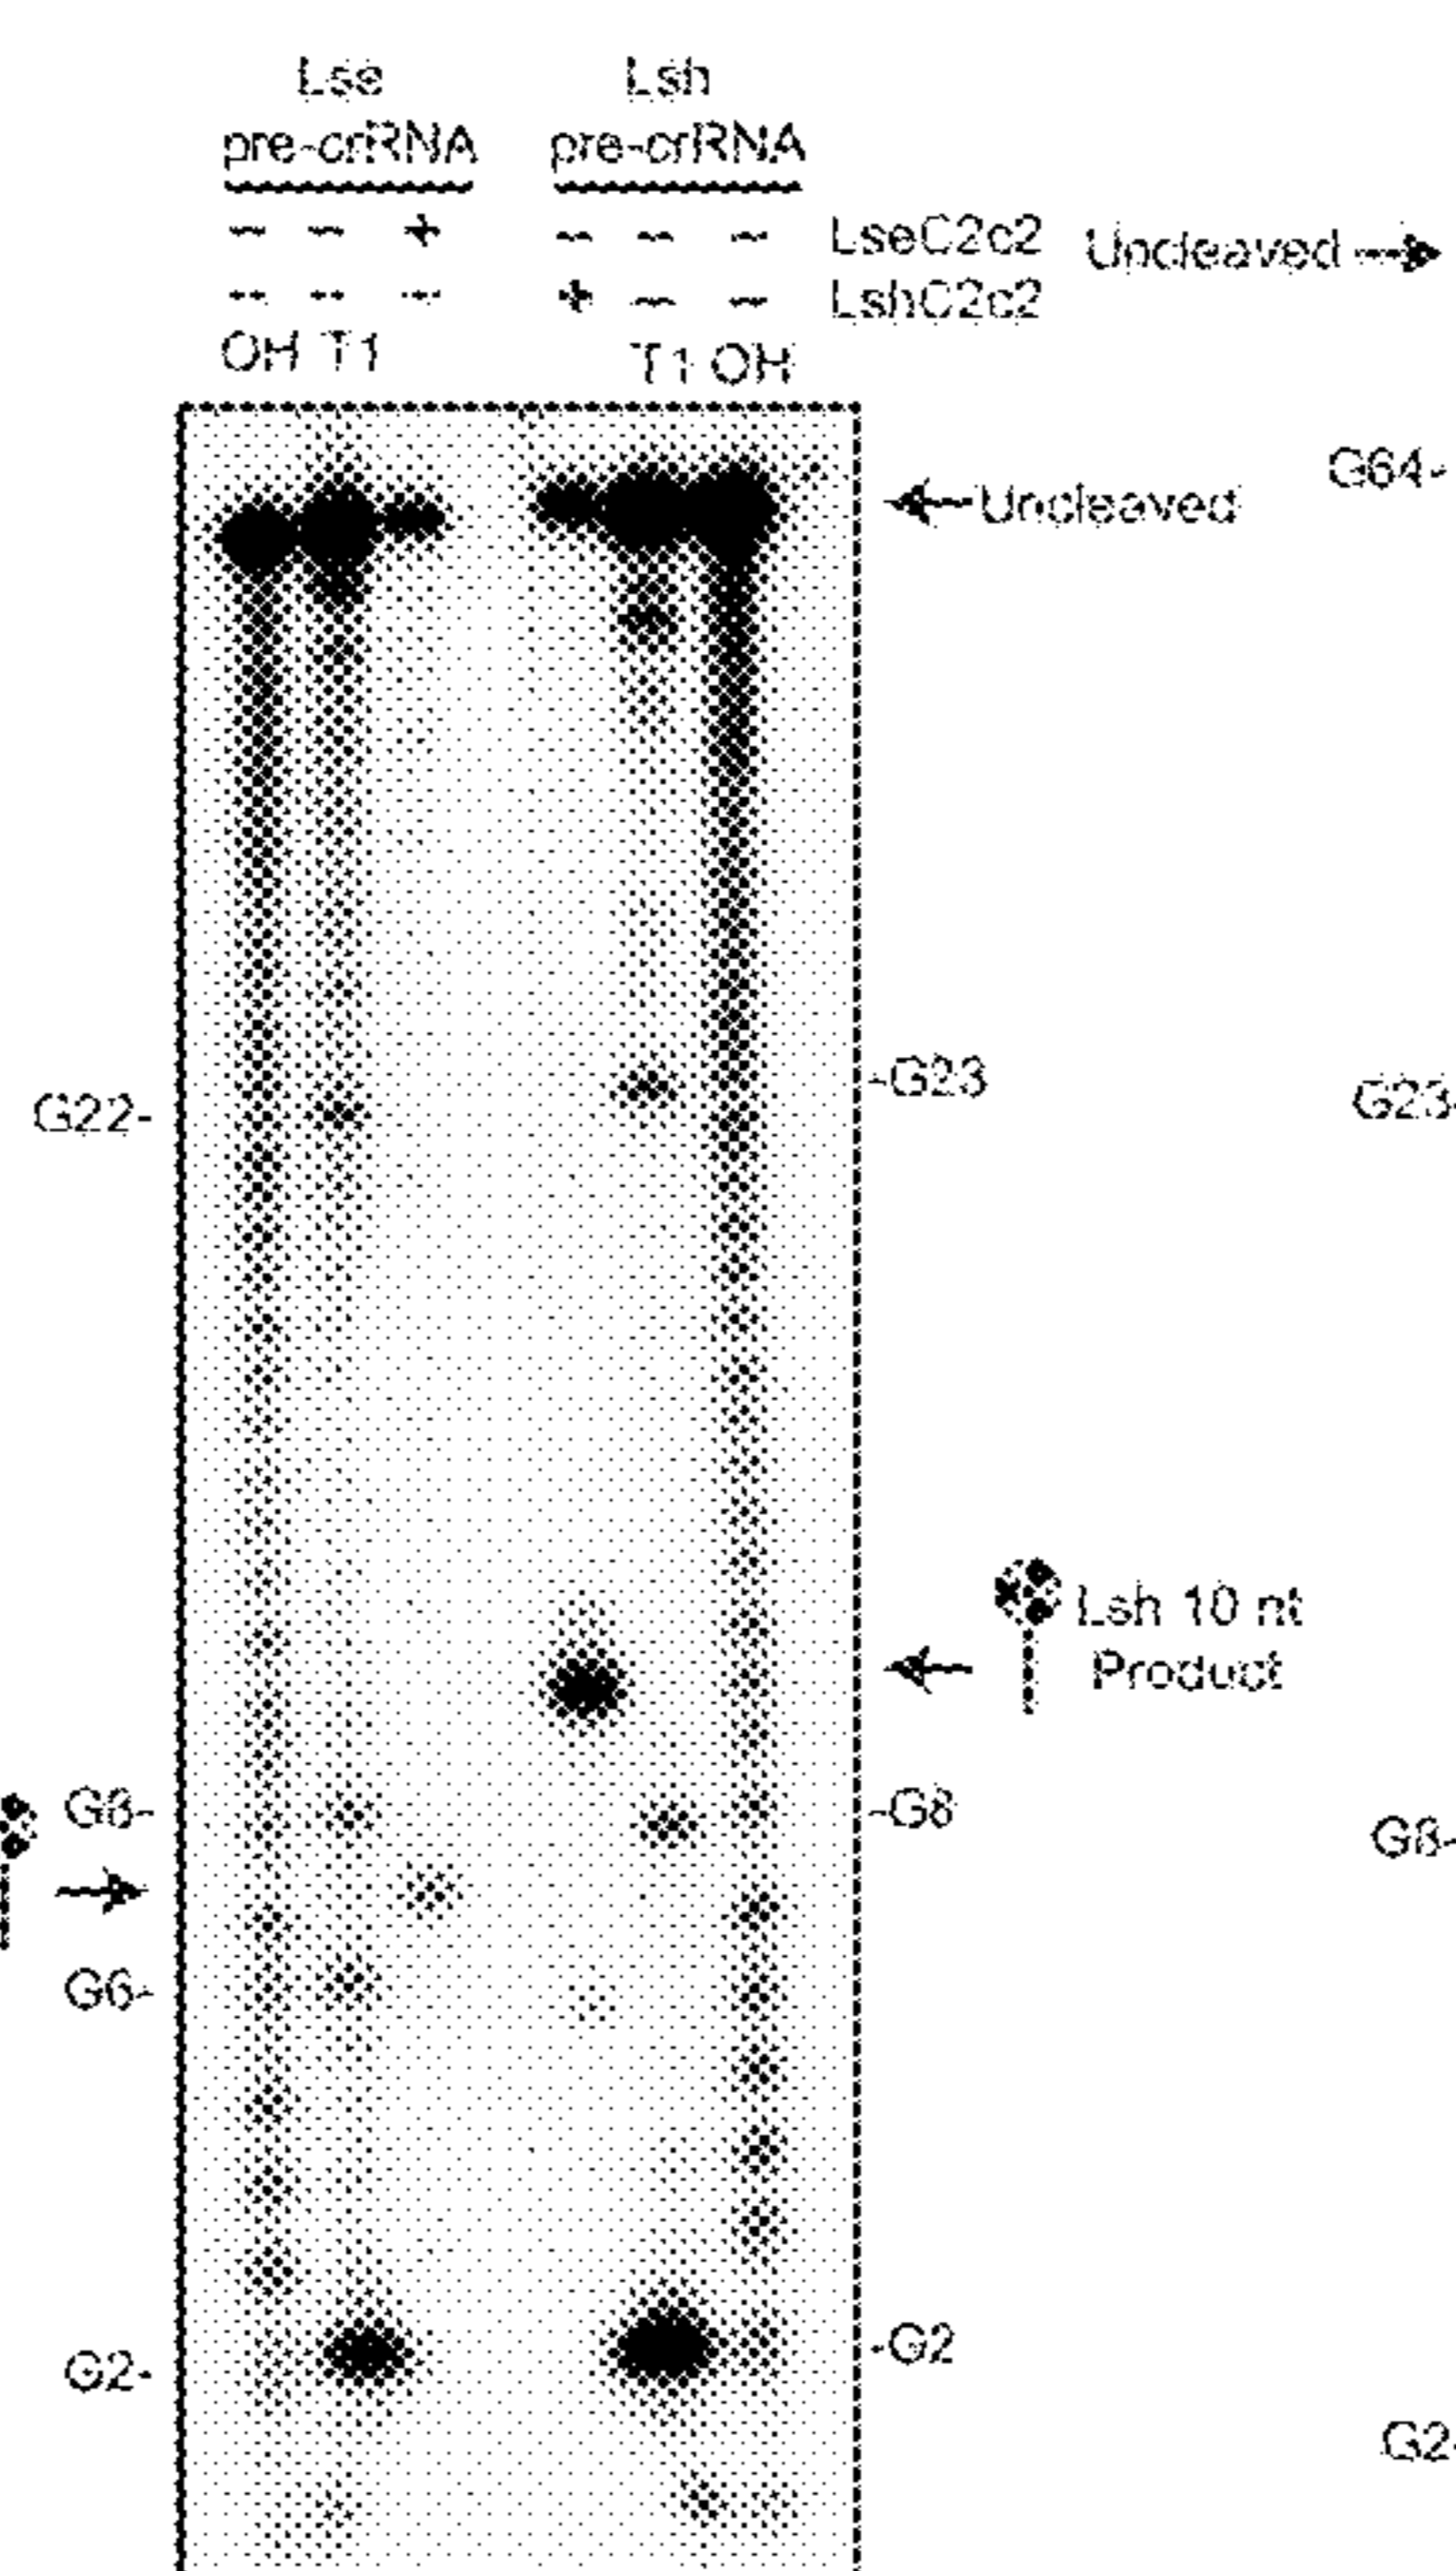 Lse
pre-crRNA
Lsh
pre-crRNA
-- -- + -- -- -- LseC2c2
-- -- -- + -- -- LshC2c2
OH T1 T1 OH
Uncleaved
Uncleaved
G64-
G22-
-G23
G23-
Lsh 10 nt
Product
G8-
-G8
G8-
G6-
G2-
-G2
G2-